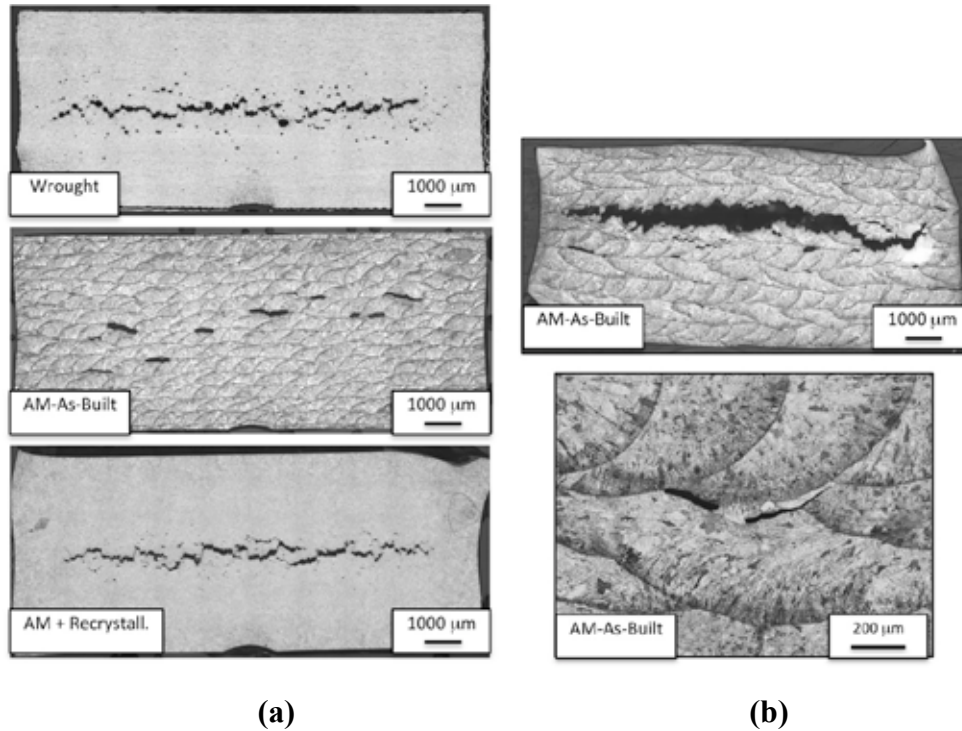 Wrought
1000 μm
AM-As-Built
1000 μm
AM + Recrystall.
1000 μm
(a)
AM-As-Built
1000 μm
AM-As-Built
200 μm
(b)